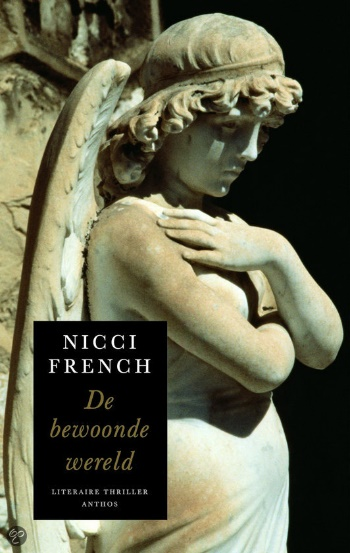 NICCI
FRENCH
De
bewoonde
wereld
LITERAIRE THRILLER
ANTHOS